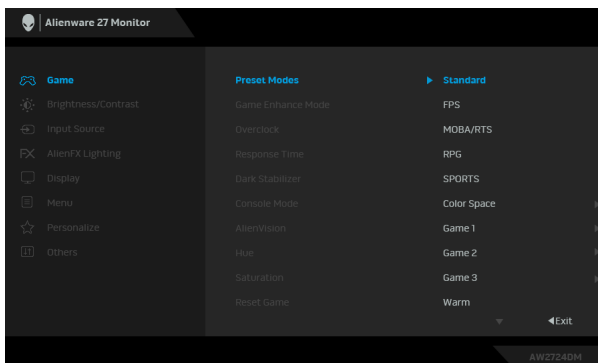 Alienware 27 Monitor
Game Preset Modes Standard
Brightness/Contrast Game Enhance Mode FPS
Input Source Overclock MOBA/RTS
AlienFX Lighting Response Time RPG
Display Dark Stabilizer SPORTS
Menu Console Mode Color Space
Personalize AlienVision Game 1
Others Hue Game 2
Saturation Game 3
Reset Game Warm
Exit
AW2724DM